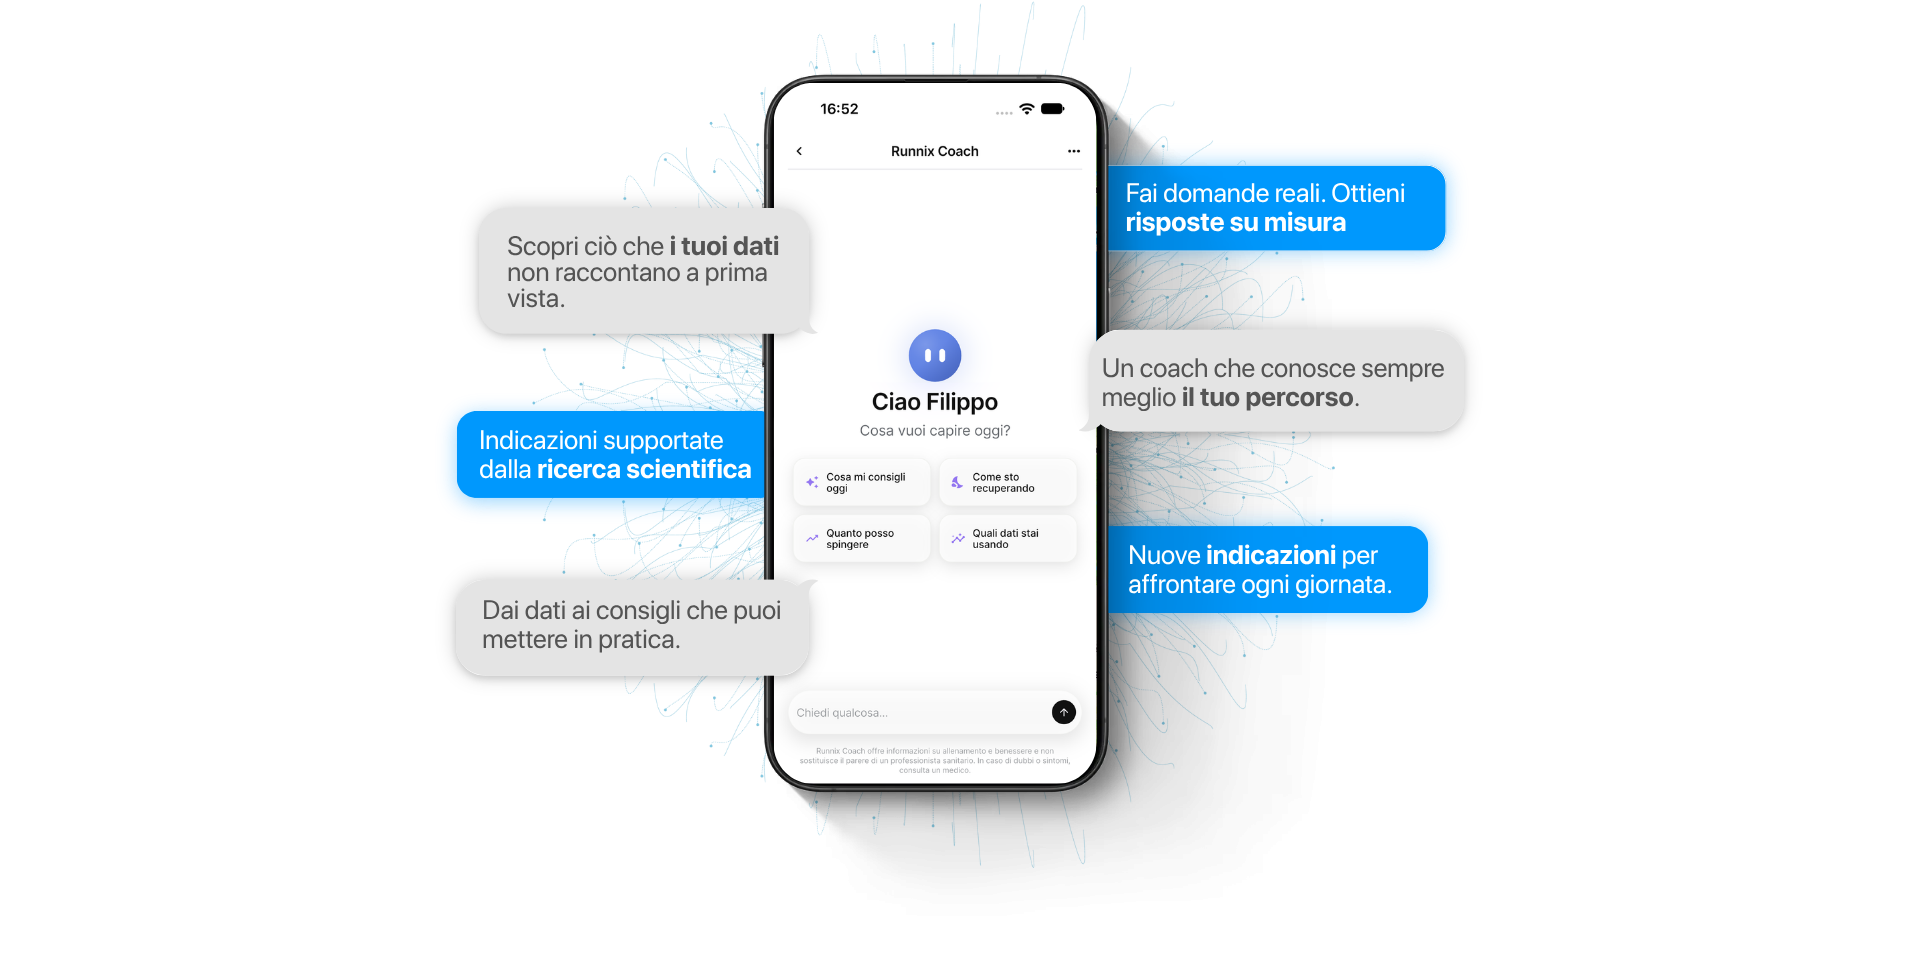 16:52
Runnix Coach
Fai domande reali. Ottieni
risposte su misura
Scopri ciò che i tuoi dati
non raccontano a prima
vista.
Un coach che conosce sempre
meglio il tuo percorso.
Ciao Filippo
Cosa vuoi capire oggi?
Indicazioni supportate
dalla ricerca scientifica
Cosa mi consigli
oggi
Come sto
recuperando
Quanto posso
spingere
Quali dati stai
usando
Nuove indicazioni per
affrontare ogni giornata.
Dai dati ai consigli che puoi
mettere in pratica.
Chiedi qualcosa...
Runnix Coach offre informazioni su allenamento e benessere e non
sostituisce il parere di un professionista sanitario. In caso di dubbi o sintomi,
consulta un medico.